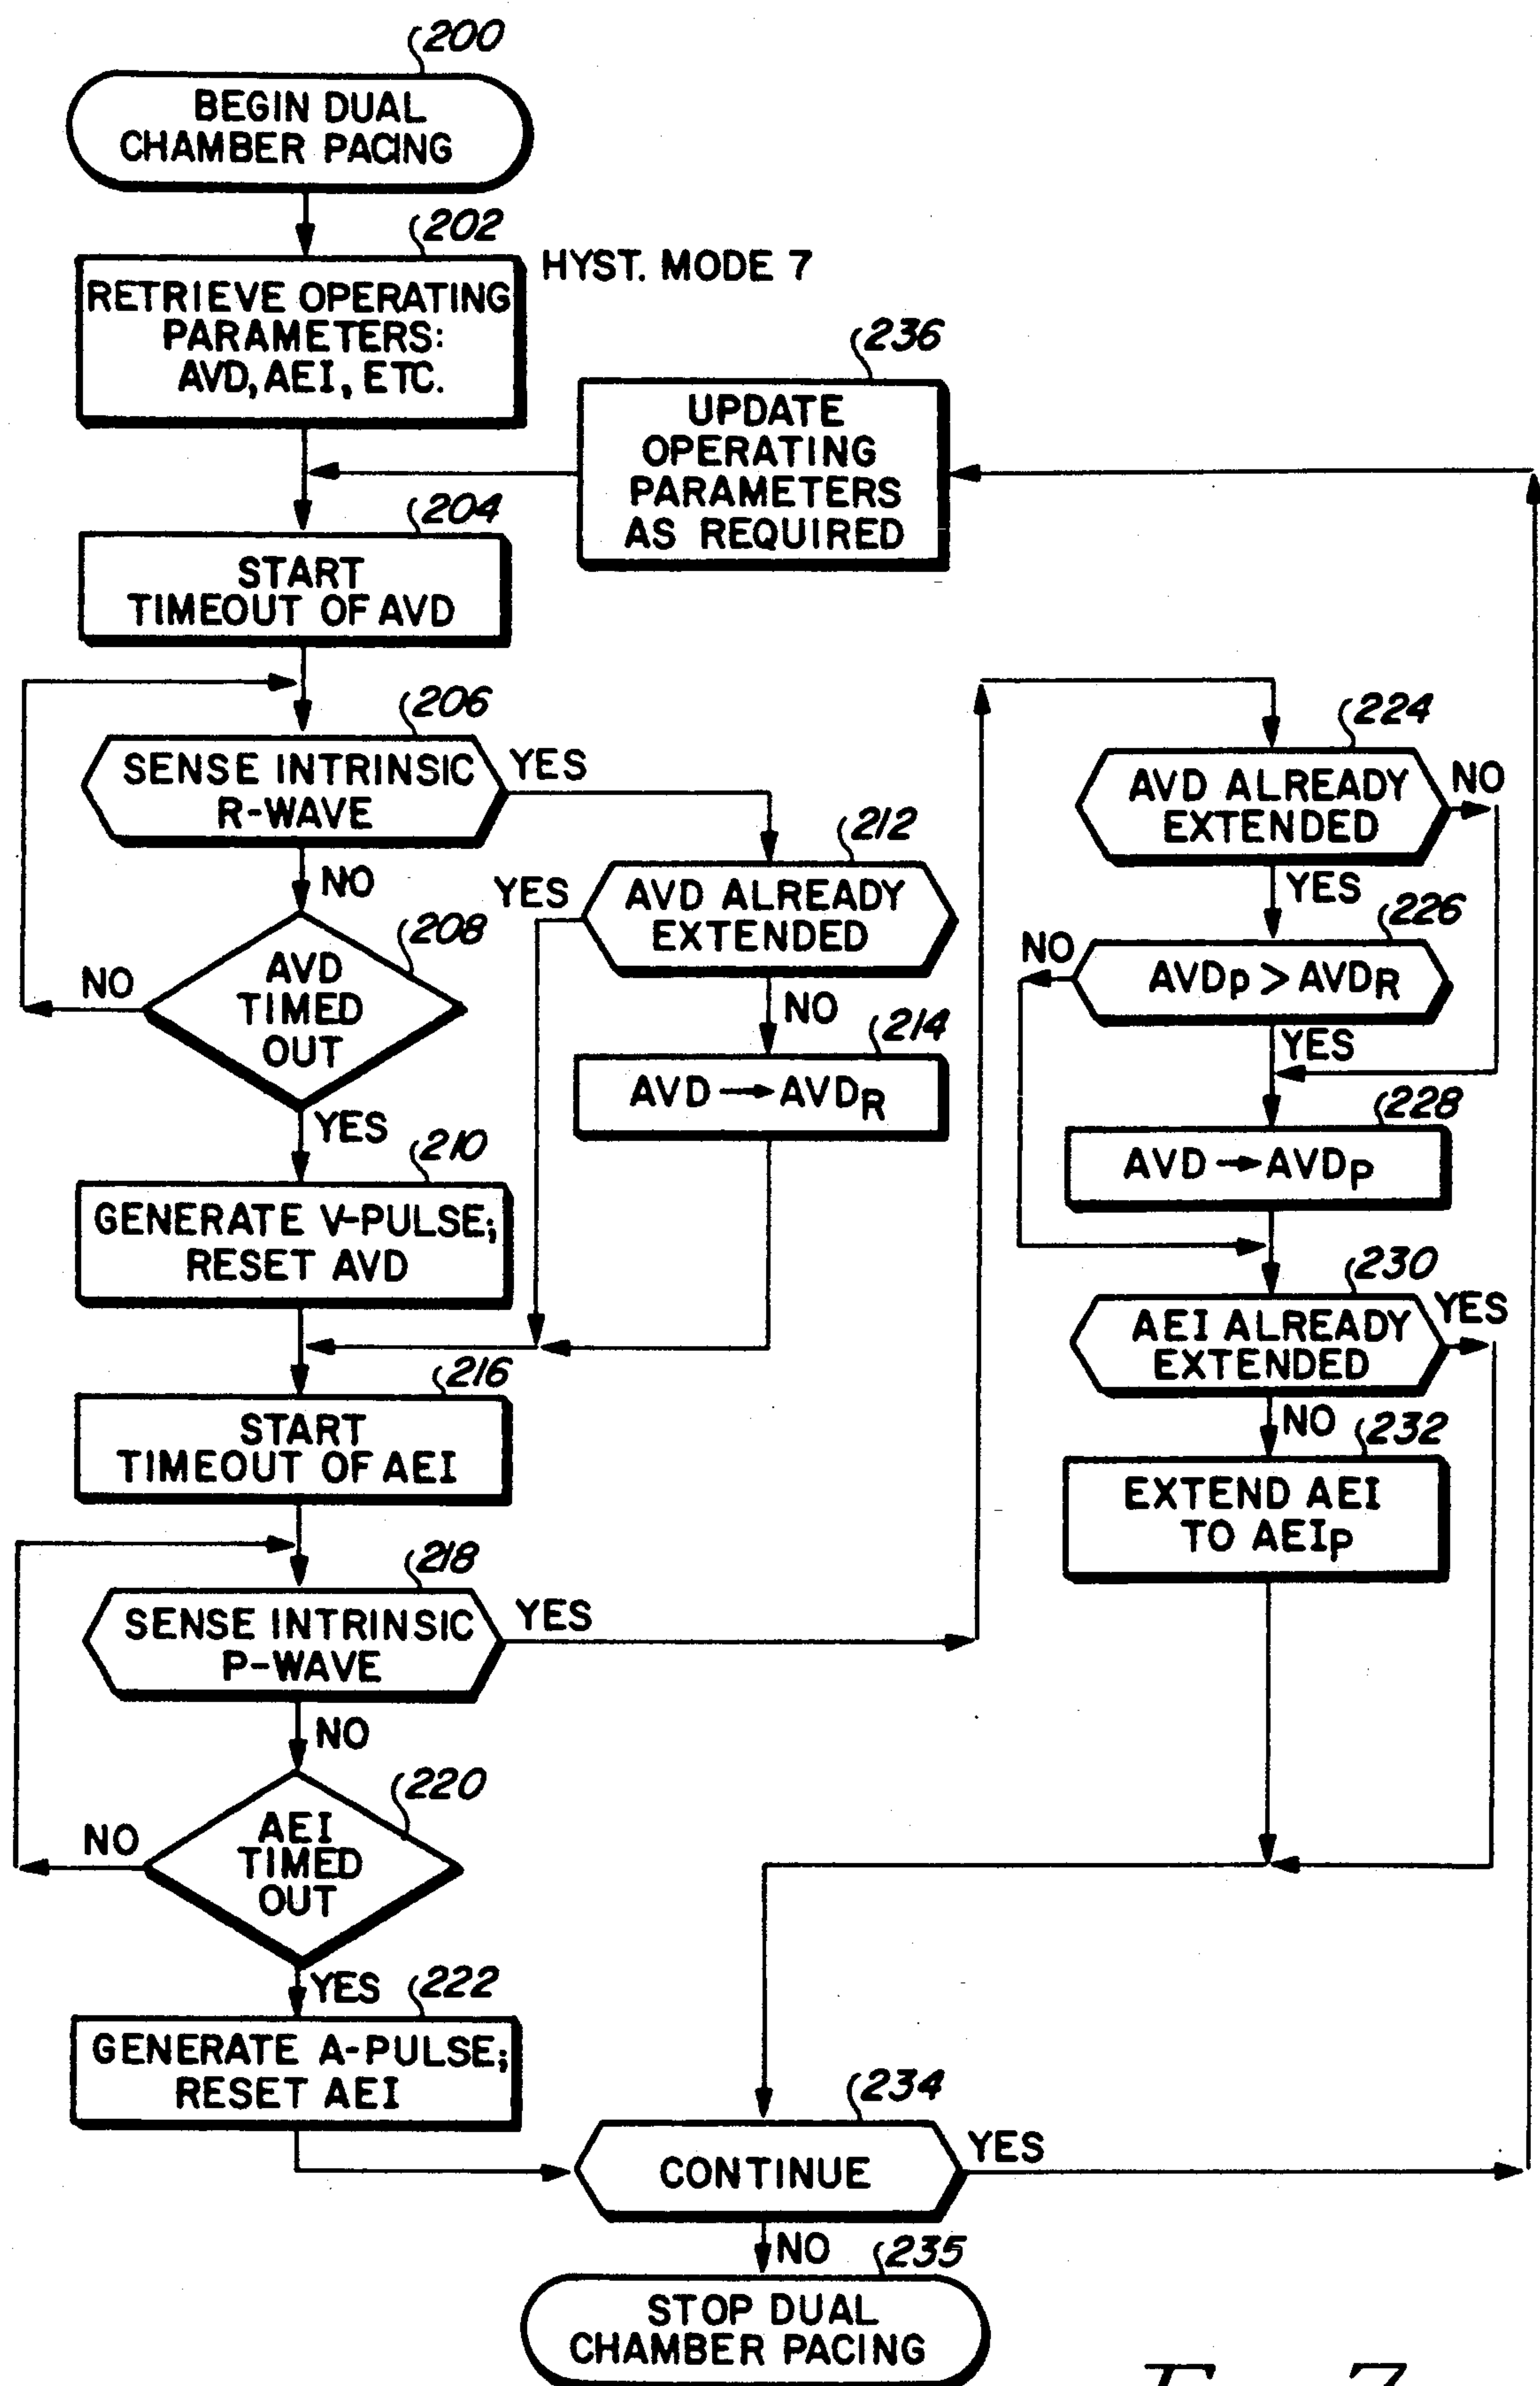 200
BEGIN DUAL
CHAMBER PACING
202
HYST. MODE 7
RETRIEVE OPERATING
PARAMETERS:
AVD, AEI, ETC.
236
UPDATE
OPERATING
PARAMETERS
AS REQUIRED
204
START
TIMEOUT OF AVD
206
SENSE INTRINSIC
R-WAVE
YES
NO
208
AVD
TIMED
OUT
NO
YES
212
AVD ALREADY
EXTENDED
YES
NO
214
AVD → AVDR
210
GENERATE V-PULSE;
RESET AVD
216
START
TIMEOUT OF AEI
218
SENSE INTRINSIC
P-WAVE
YES
NO
220
AEI
TIMED
OUT
NO
YES
222
GENERATE A-PULSE;
RESET AEI
224
AVD ALREADY
EXTENDED
NO
YES
226
AVDP > AVDR
NO
YES
228
AVD → AVDP
230
AEI ALREADY
EXTENDED
YES
NO
232
EXTEND AEI
TO AEIP
234
CONTINUE
YES
NO
235
STOP DUAL
CHAMBER PACING